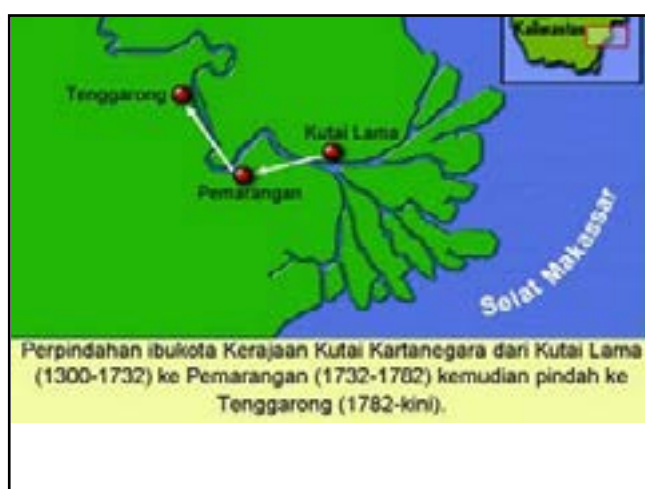 Kalimantan
Tenggarong
Kutai Lama
Pemarangan
Selat Makassar
Perpindahan ibukota Kerajaan Kutai Kartanegara dari Kutai Lama
(1300-1732) ke Pemarangan (1732-1782) kemudian pindah ke
Tenggarong (1782-kini).